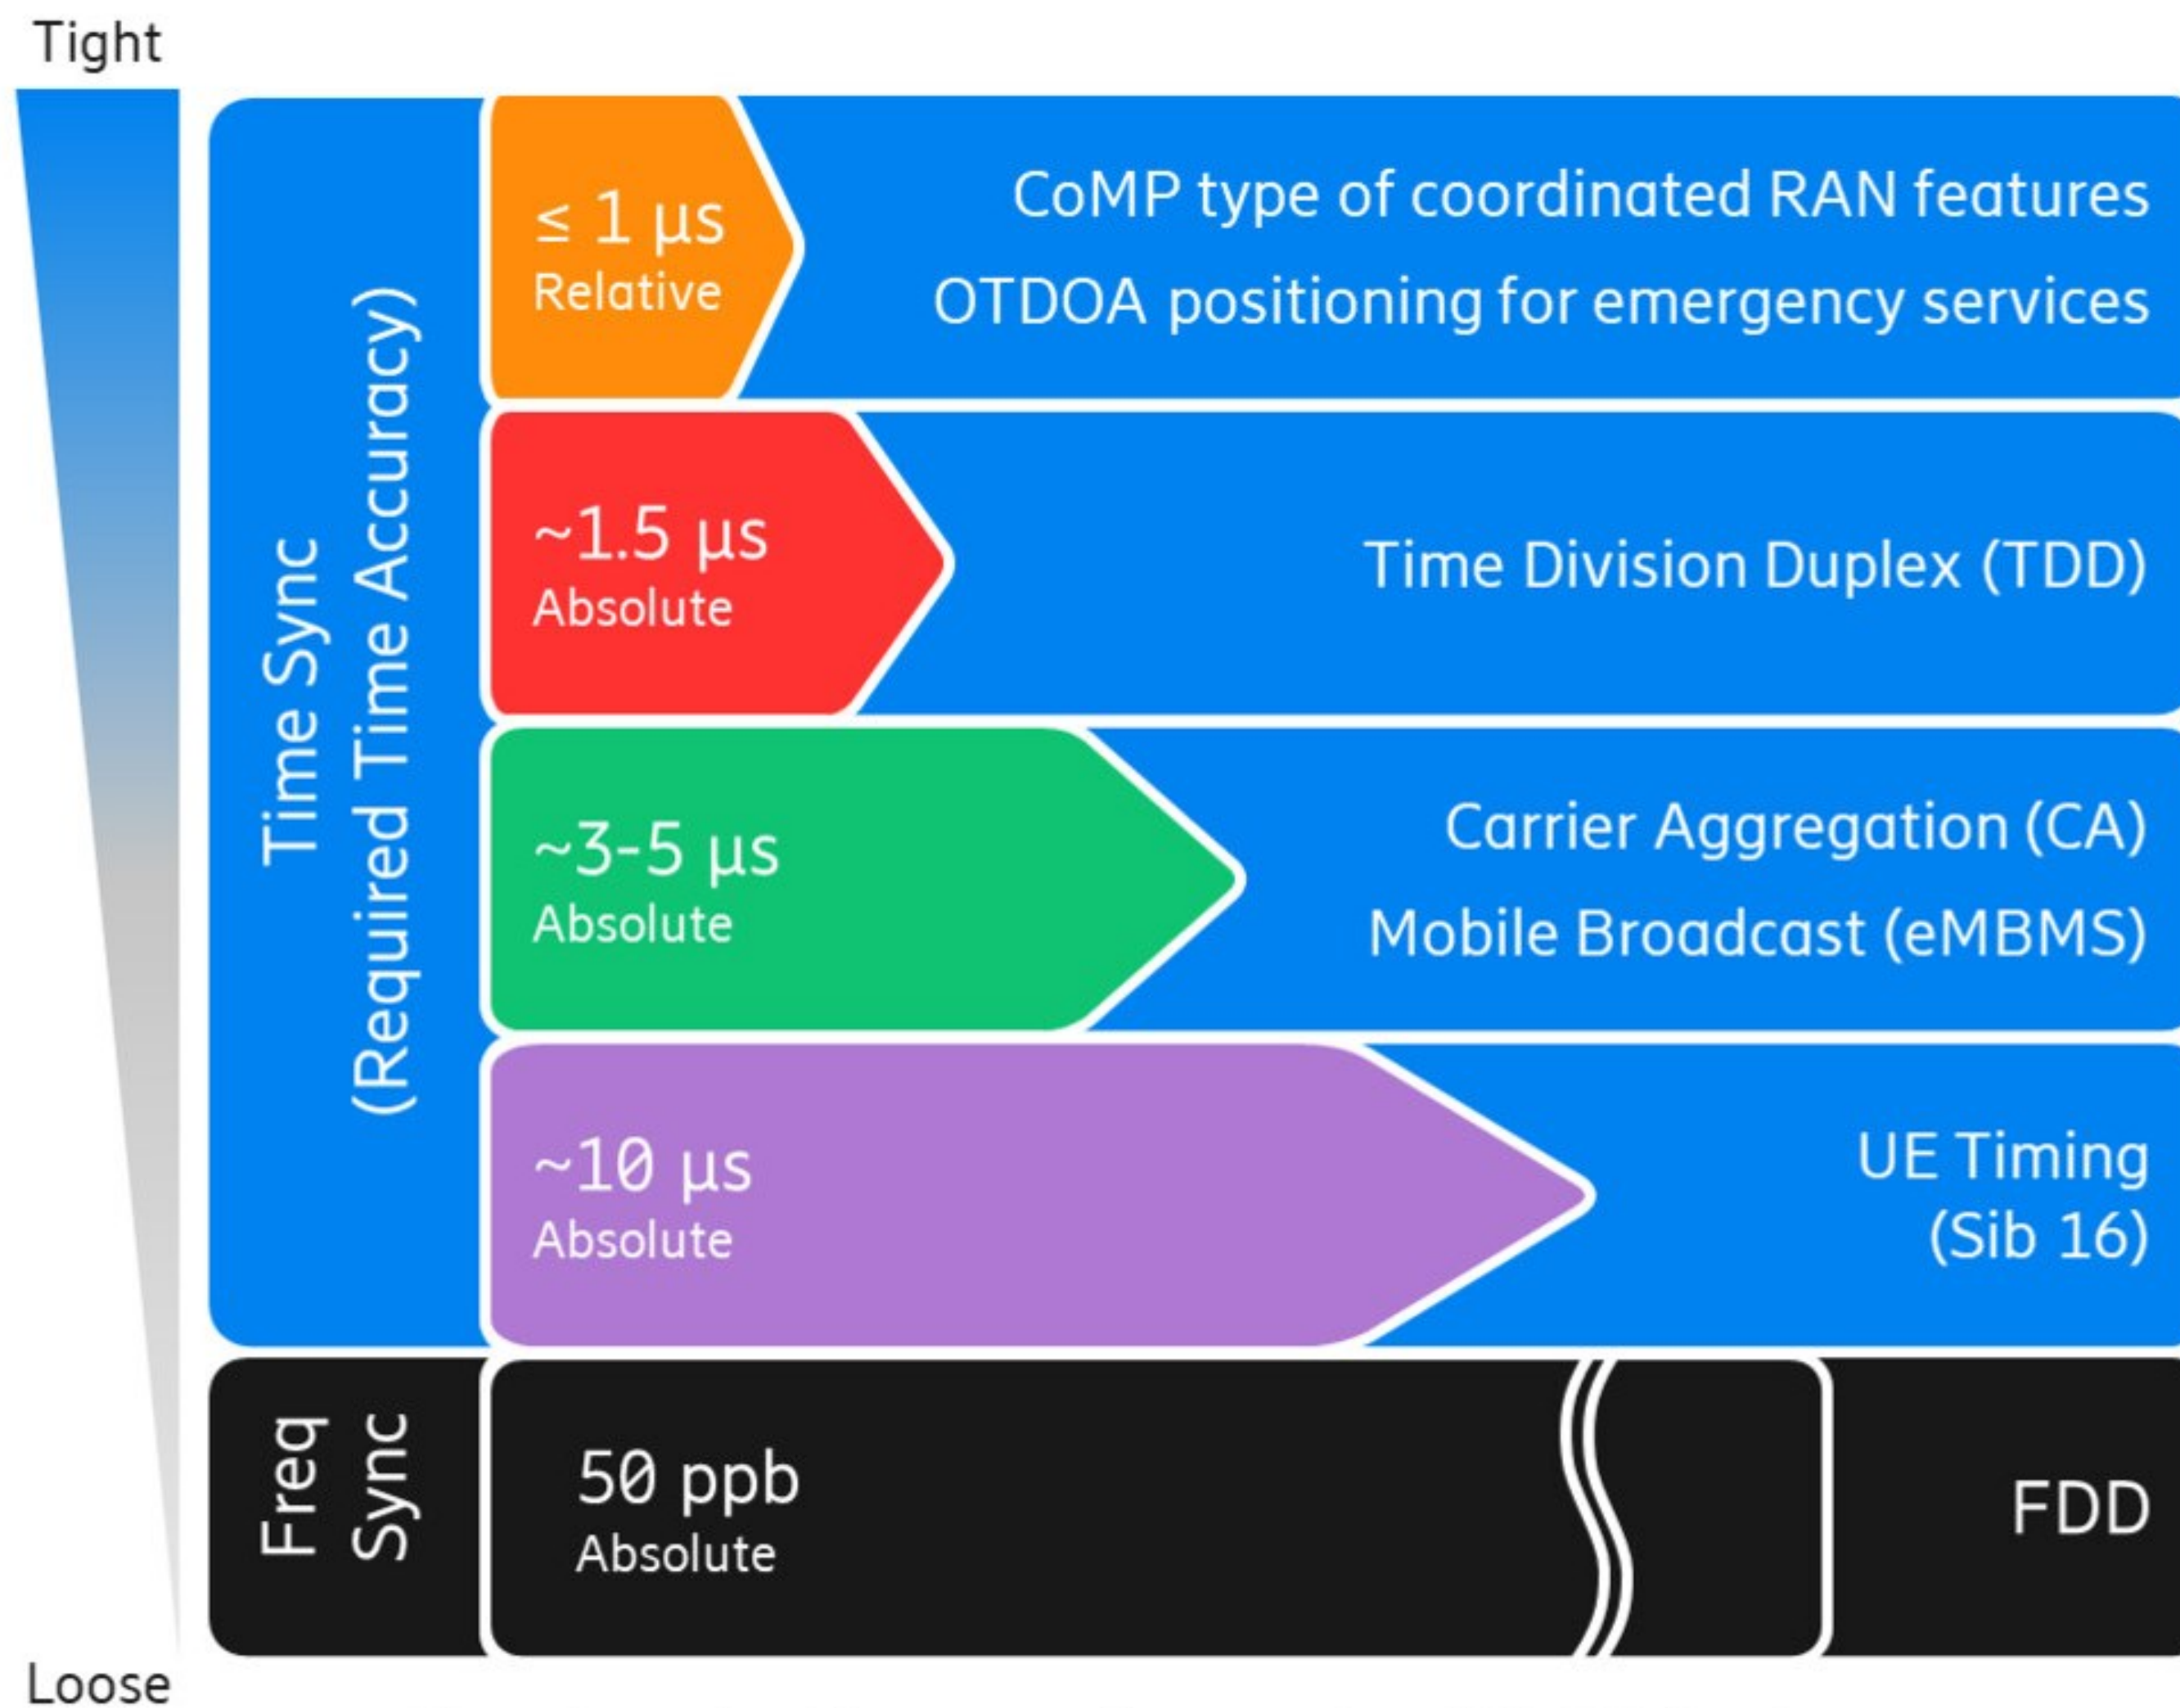 Tight
Time Sync
(Required Time Accuracy)
≤ 1 µs
Relative
CoMP type of coordinated RAN features
OTDOA positioning for emergency services
~1.5 µs
Absolute
Time Division Duplex (TDD)
~3-5 µs
Absolute
Carrier Aggregation (CA)
Mobile Broadcast (eMBMS)
~10 µs
Absolute
UE Timing
(Sib 16)
Freq
Sync
50 ppb
Absolute
FDD
Loose